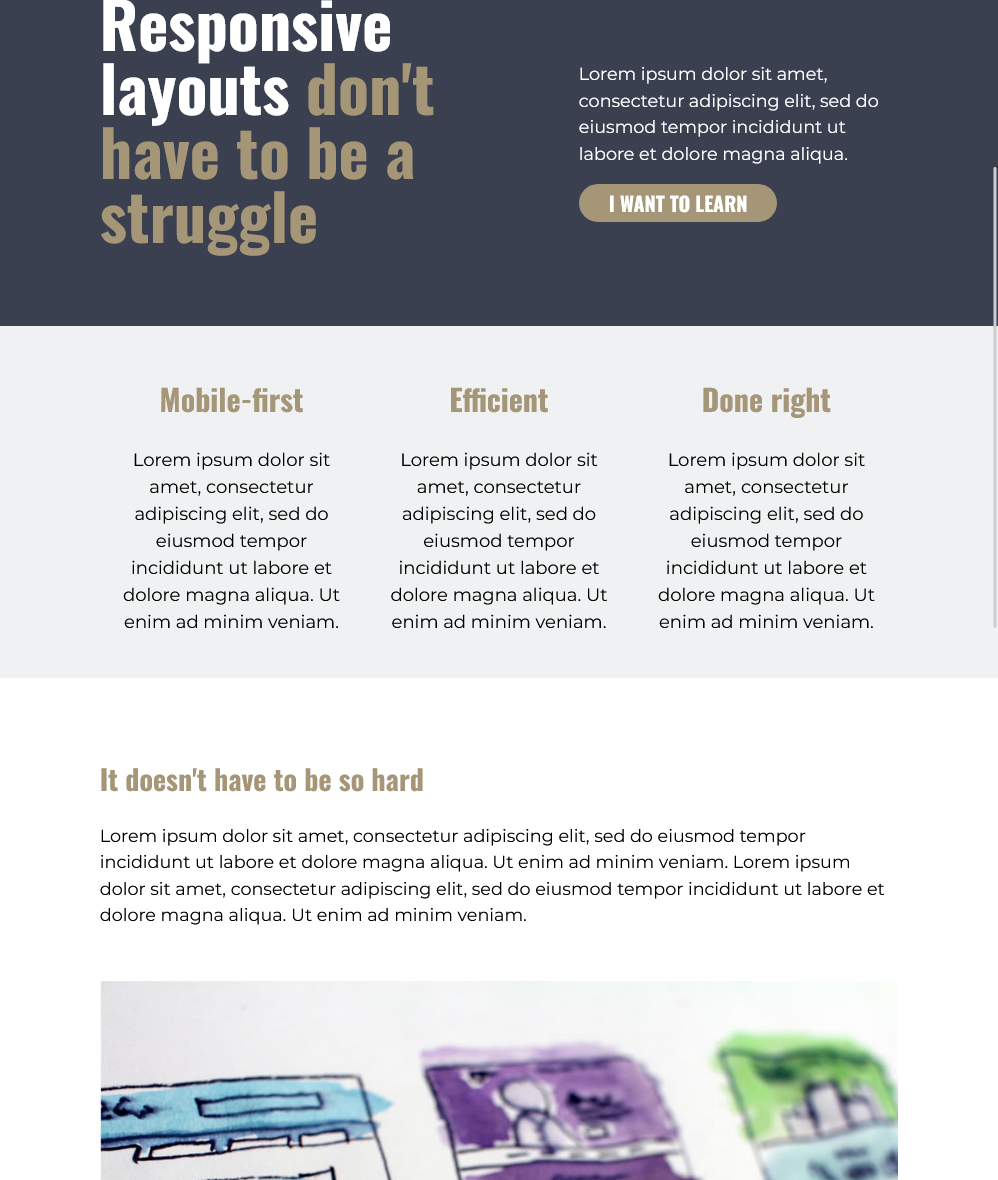 Responsive
layouts don't
have to be a
struggle
Lorem ipsum dolor sit amet,
consectetur adipiscing elit, sed do
eiusmod tempor incididunt ut
labore et dolore magna aliqua.
I WANT TO LEARN
Mobile-first
Lorem ipsum dolor sit
amet, consectetur
adipiscing elit, sed do
eiusmod tempor
incididunt ut labore et
dolore magna aliqua. Ut
enim ad minim veniam.
Efficient
Lorem ipsum dolor sit
amet, consectetur
adipiscing elit, sed do
eiusmod tempor
incididunt ut labore et
dolore magna aliqua. Ut
enim ad minim veniam.
Done right
Lorem ipsum dolor sit
amet, consectetur
adipiscing elit, sed do
eiusmod tempor
incididunt ut labore et
dolore magna aliqua. Ut
enim ad minim veniam.
It doesn't have to be so hard
Lorem ipsum dolor sit amet, consectetur adipiscing elit, sed do eiusmod tempor
incididunt ut labore et dolore magna aliqua. Ut enim ad minim veniam. Lorem ipsum
dolor sit amet, consectetur adipiscing elit, sed do eiusmod tempor incididunt ut labore et
dolore magna aliqua. Ut enim ad minim veniam.